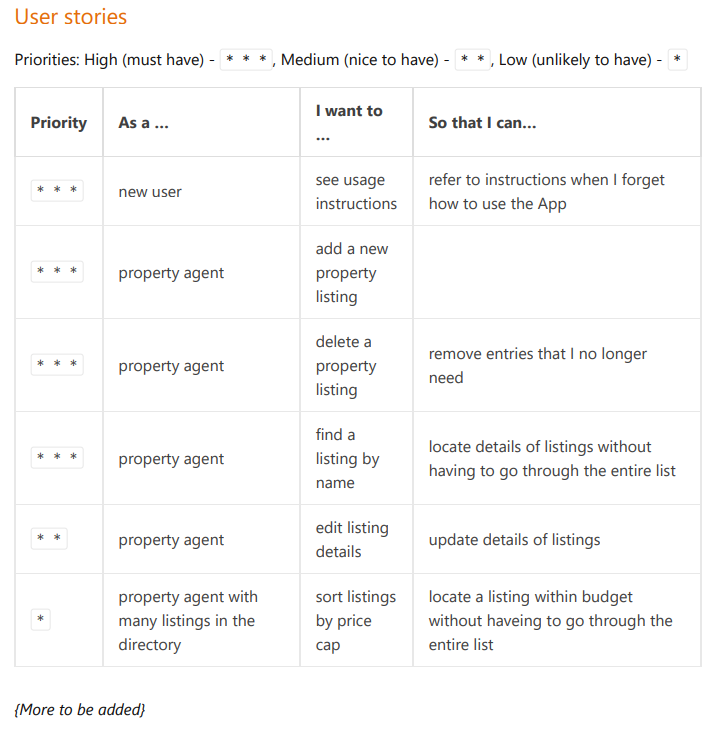 User stories
Priorities: High (must have) - * * *, Medium (nice to have) - * *, Low (unlikely to have) - *
Priority As a ... I want to ... So that I can...
* * * new user see usage instructions refer to instructions when I forget how to use the App
* * * property agent add a new property listing
* * * property agent delete a property listing remove entries that I no longer need
* * * property agent find a listing by name locate details of listings without having to go through the entire list
* * property agent edit listing details update details of listings
* property agent with many listings in the directory sort listings by price cap locate a listing within budget without haveing to go through the entire list
{More to be added}